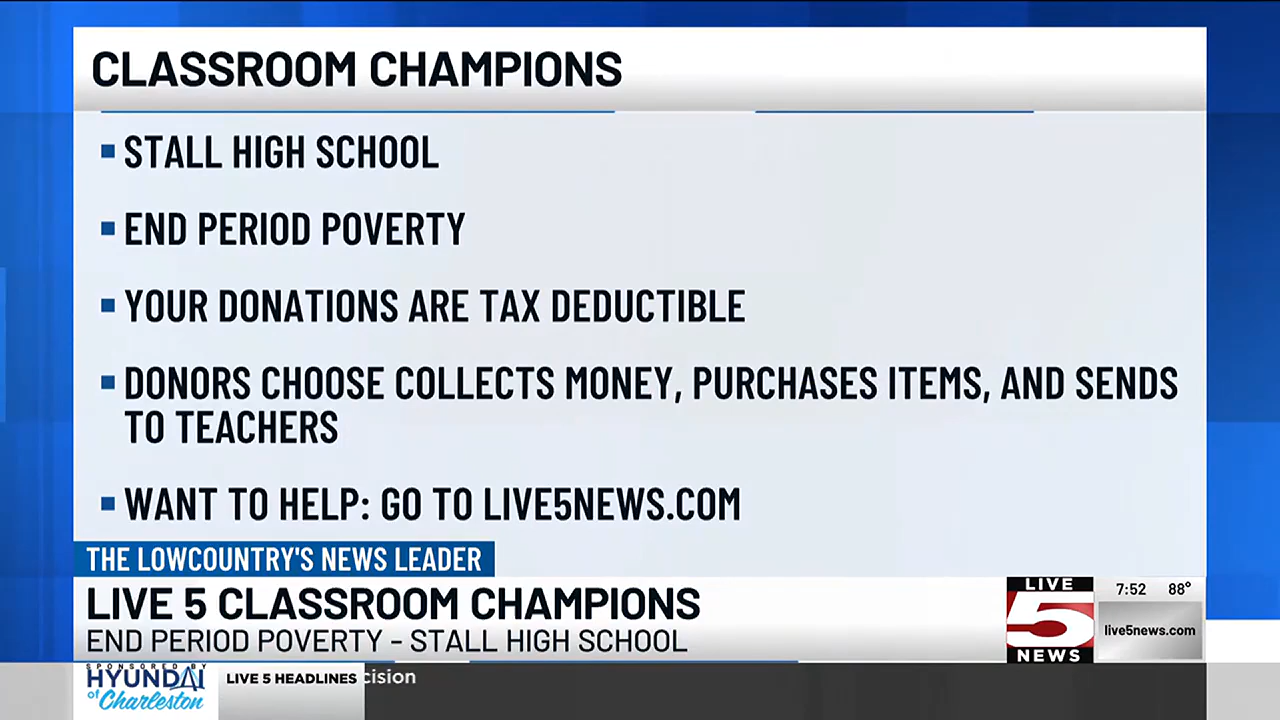 CLASSROOM CHAMPIONS
STALL HIGH SCHOOL
END PERIOD POVERTY
YOUR DONATIONS ARE TAX DEDUCTIBLE
DONORS CHOOSE COLLECTS MONEY, PURCHASES ITEMS, AND SENDS
TO TEACHERS
WANT TO HELP: GO TO LIVE5NEWS.COM
THE LOWCOUNTRY'S NEWS LEADER
LIVE 5 CLASSROOM CHAMPIONS
END PERIOD POVERTY - STALL HIGH SCHOOL
LIVE
5
NEWS
7:52 88°
live5news.com
SPONSORED BY
HYUNDAI
of Charleston
LIVE 5 HEADLINES
cision